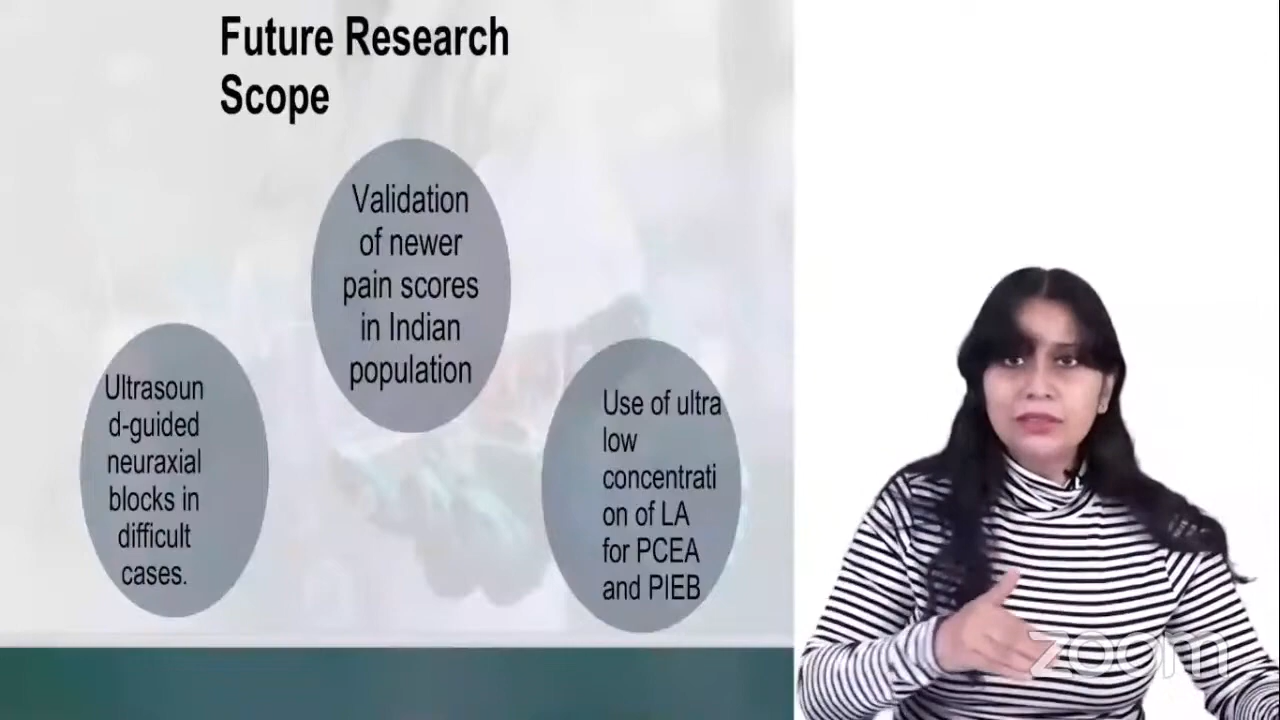 Future Research
Scope
Validation
of newer
pain scores
in Indian
population
Ultrasoun
d-guided
neuraxial
blocks in
difficult
cases.
Use of ultra
low
concentrati
on of LA
for PCEA
and PIEB
zoom